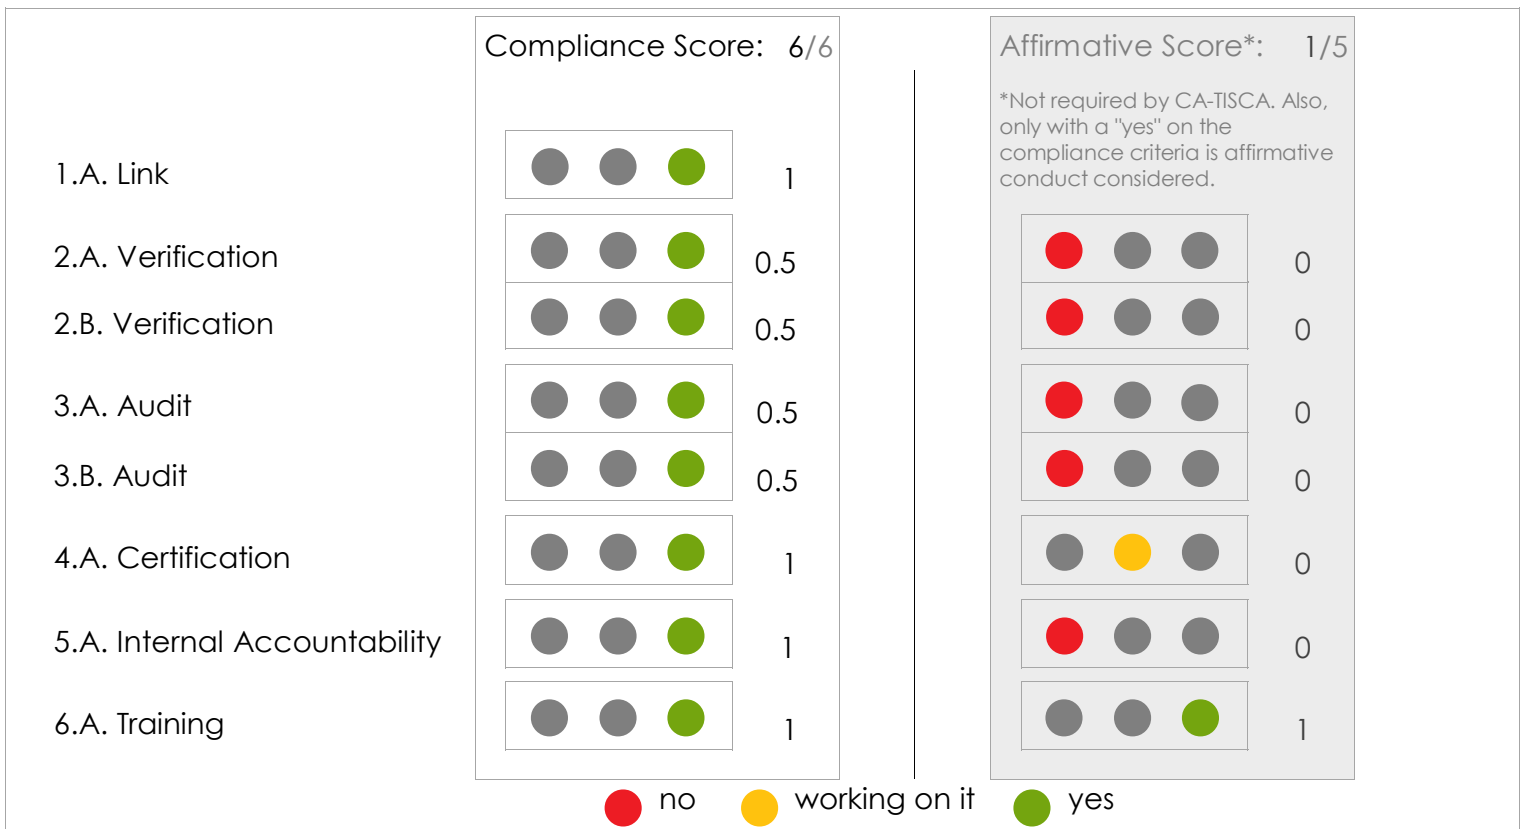 Compliance Score: 6/6
Affirmative Score*: 1/5
*Not required by CA-TISCA. Also,
only with a "yes" on the
compliance criteria is affirmative
conduct considered.
1.A. Link 1
2.A. Verification 0.5 0
2.B. Verification 0.5 0
3.A. Audit 0.5 0
3.B. Audit 0.5 0
4.A. Certification 1 0
5.A. Internal Accountability 1 0
6.A. Training 1 1
no working on it yes